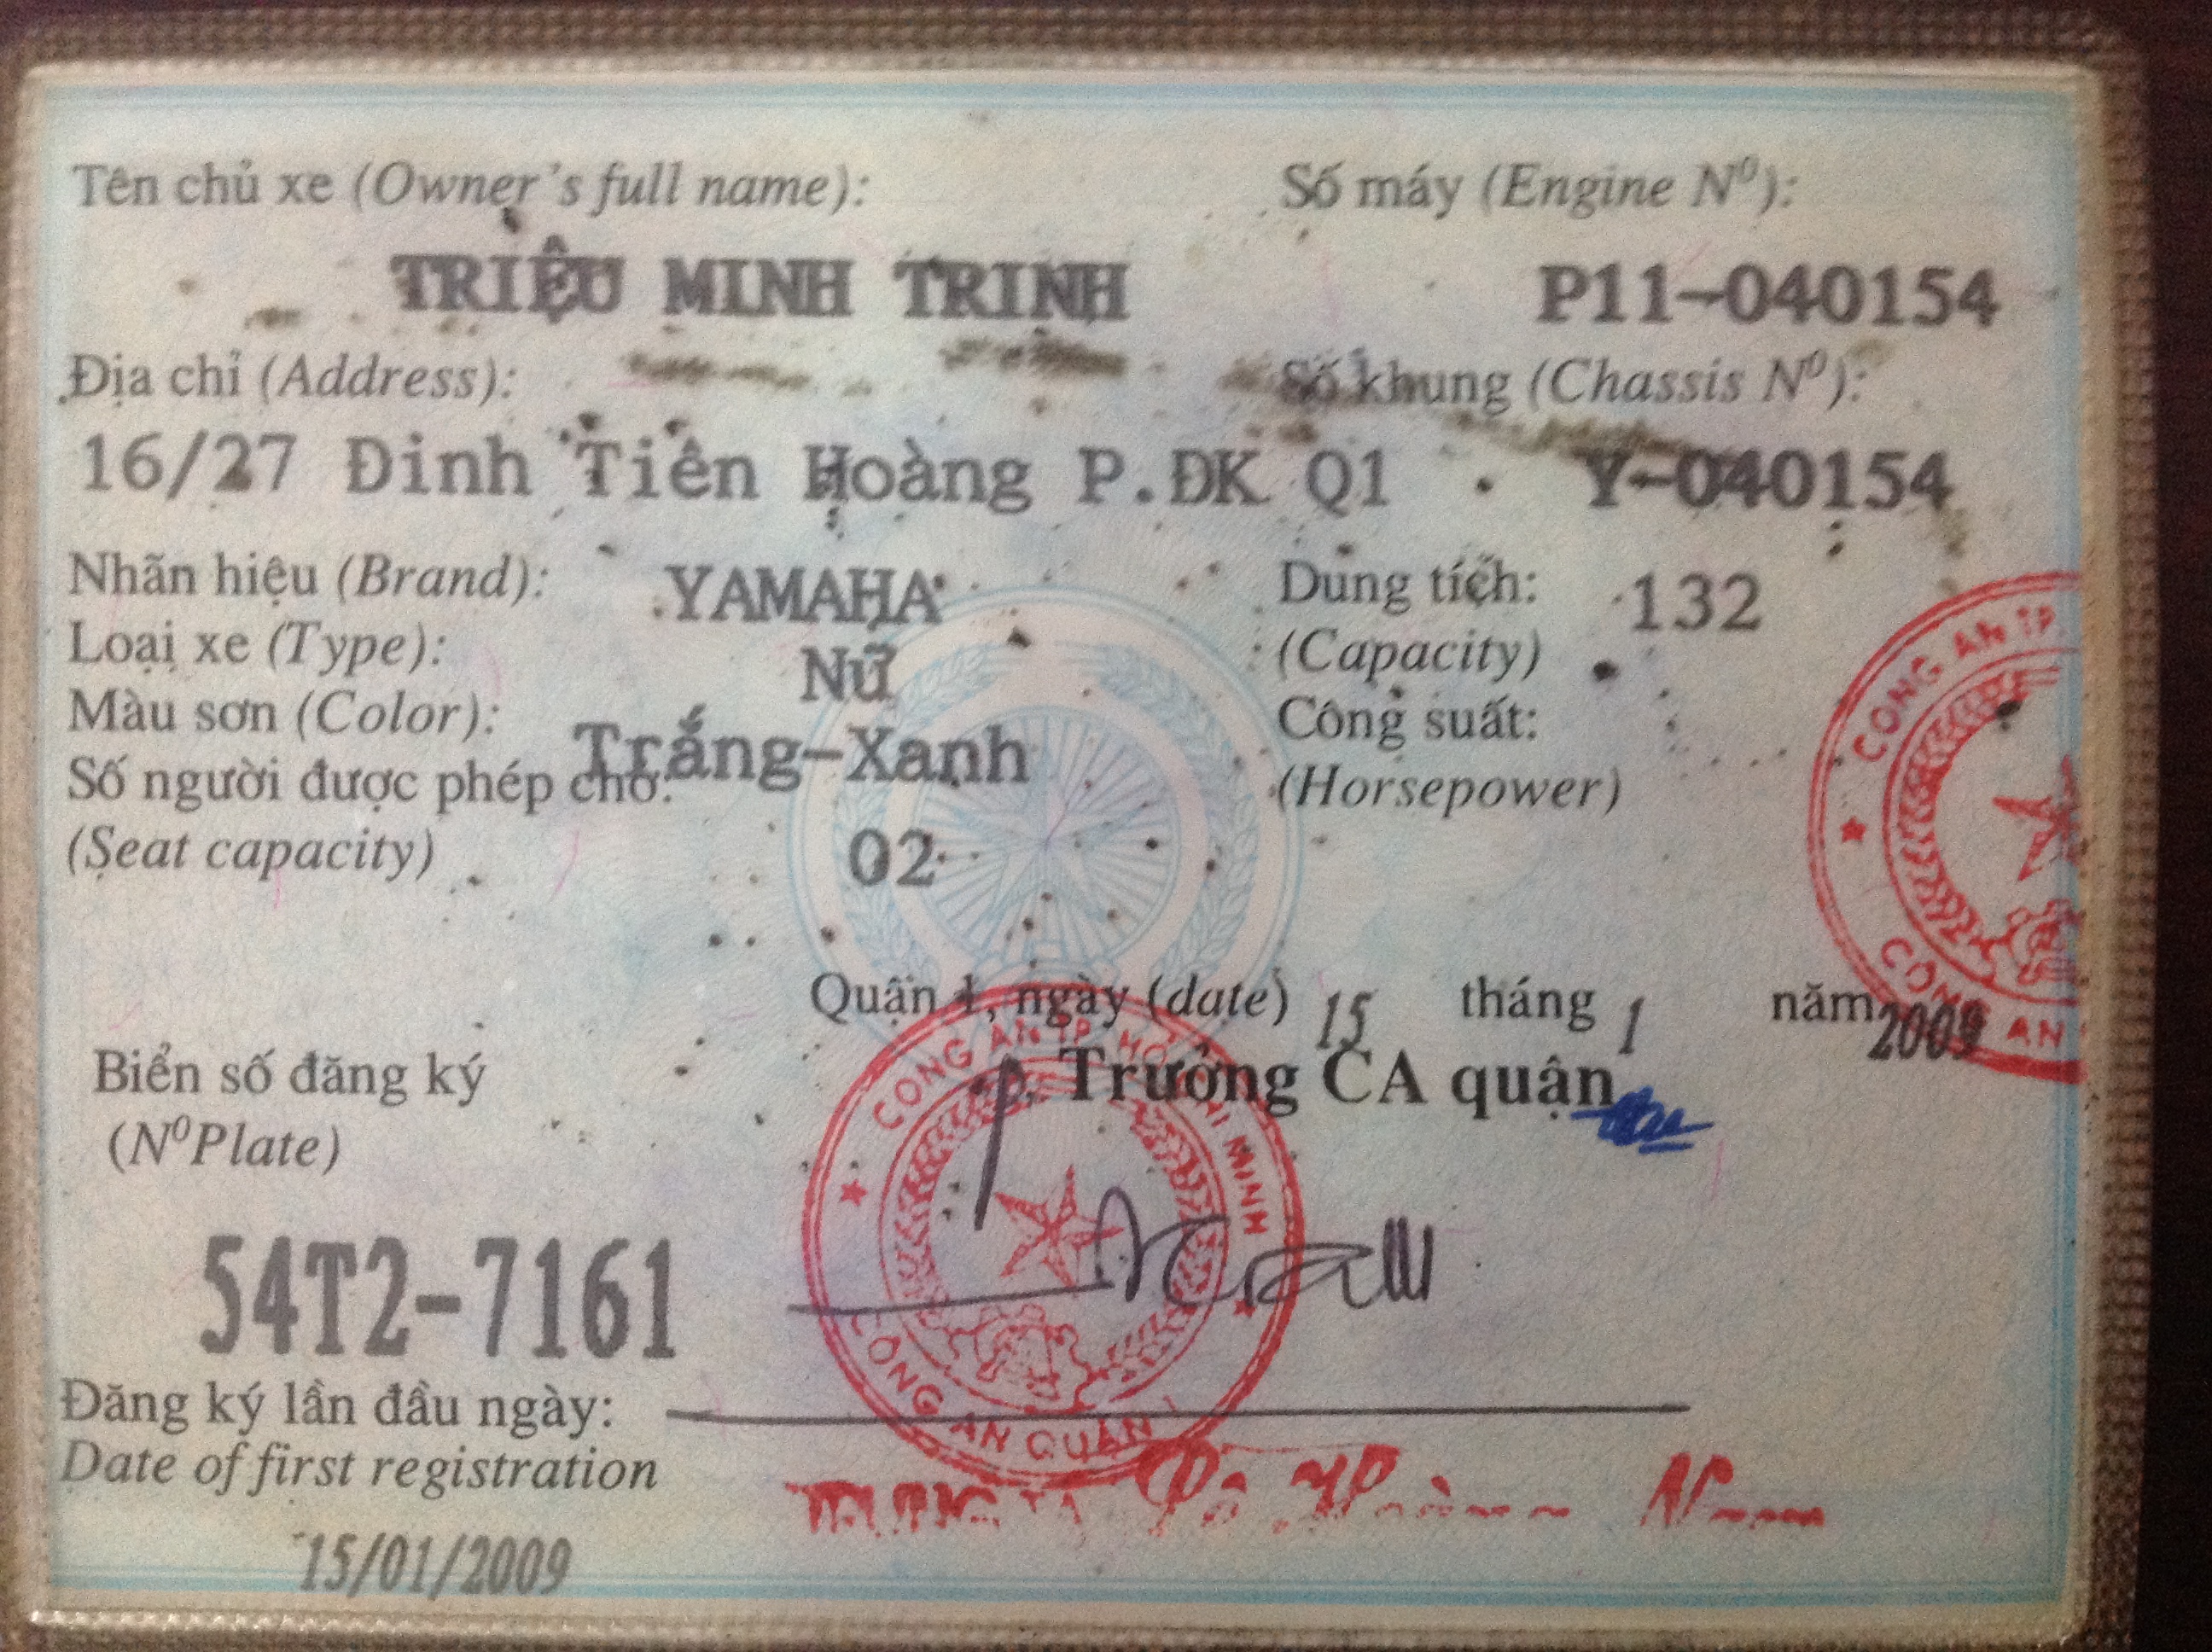 Tên chủ xe (Owner's full name):
TRIỆU MINH TRINH
Địa chỉ (Address):
16/27 Đinh Tiên Hoàng P.ĐK Q1
Nhãn hiệu (Brand): YAMAHA
Loại xe (Type): Nữ
Màu sơn (Color): Trắng-Xanh
Số người được phép chở:
(Seat capacity) 02
Số máy (Engine Nº):
P11-040154
Số khung (Chassis Nº):
Y-040154
Dung tích: 132
(Capacity)
Công suất:
(Horsepower)
CÔNG AN TP.
CÔNG AN
Quận 1, ngày (date) 15 tháng 1 năm 2009
Trưởng CA quận
CÔNG AN TP. HỒ CHÍ MINH
CÔNG AN QUẬN 1
Biển số đăng ký
(NºPlate)
54T2-7161
Đăng ký lần đầu ngày:
Date of first registration
15/01/2009